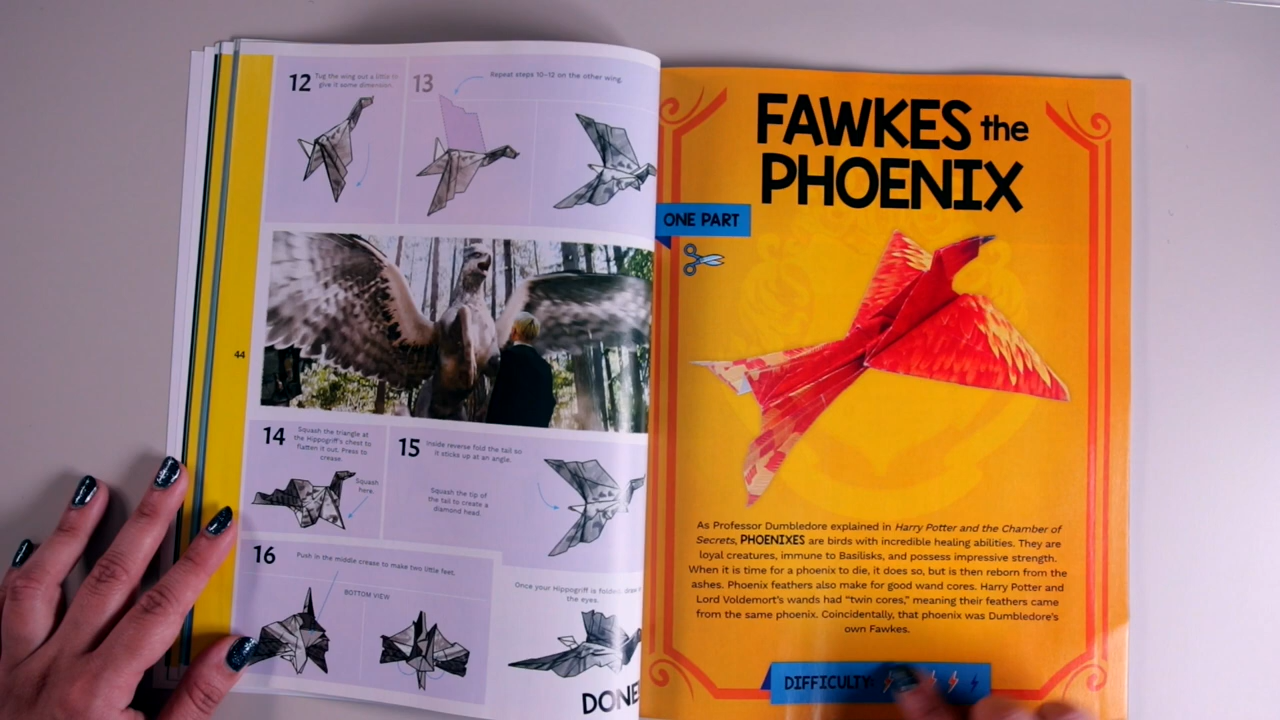 12
Tug the wing out a little to
give it some dimension.
13
Repeat steps 10-12 on the other wing.
44
14
Squash the triangle at
the Hippogriff's chest to
flatten it out. Press to
crease.
Squash
here.
15
Inside reverse fold the tail so
it sticks up at an angle.
Squash the tip of
the tail to create a
diamond head.
16
Push in the middle crease to make two little feet.
BOTTOM VIEW
Once your Hippogriff is folded, draw in
the eyes.
DONE
FAWKES the
PHOENIX
ONE PART
As Professor Dumbledore explained in Harry Potter and the Chamber of
Secrets, PHOENIXES are birds with incredible healing abilities. They are
loyal creatures, immune to Basilisks, and possess impressive strength.
When it is time for a phoenix to die, it does so, but is then reborn from the
ashes. Phoenix feathers also make for good wand cores. Harry Potter and
Lord Voldemort's wands had "twin cores," meaning their feathers came
from the same phoenix. Coincidentally, that phoenix was Dumbledore's
own Fawkes.
DIFFICULTY: